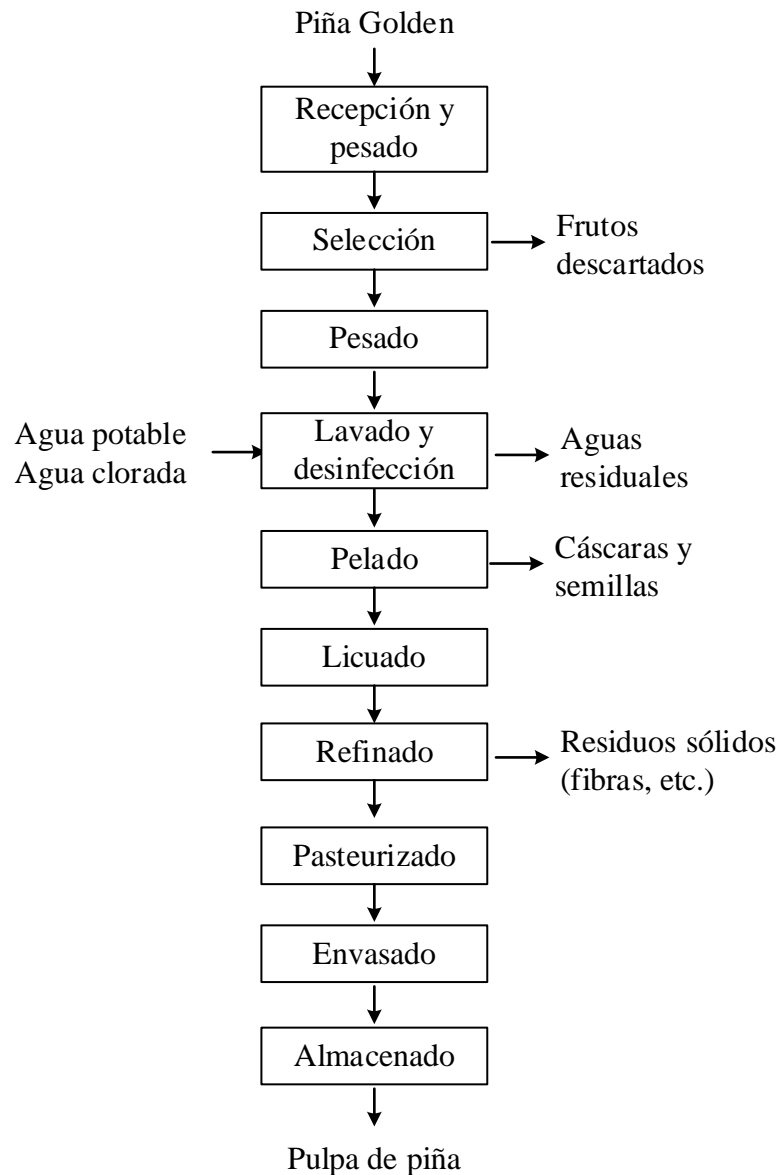 Piña Golden
Recepción y
pesado
Selección
Frutos
descartados
Pesado
Agua potable
Agua clorada
Lavado y
desinfección
Aguas
residuales
Pelado
Cáscaras y
semillas
Licuado
Refinado
Residuos sólidos
(fibras, etc.)
Pasteurizado
Envasado
Almacenado
Pulpa de piña